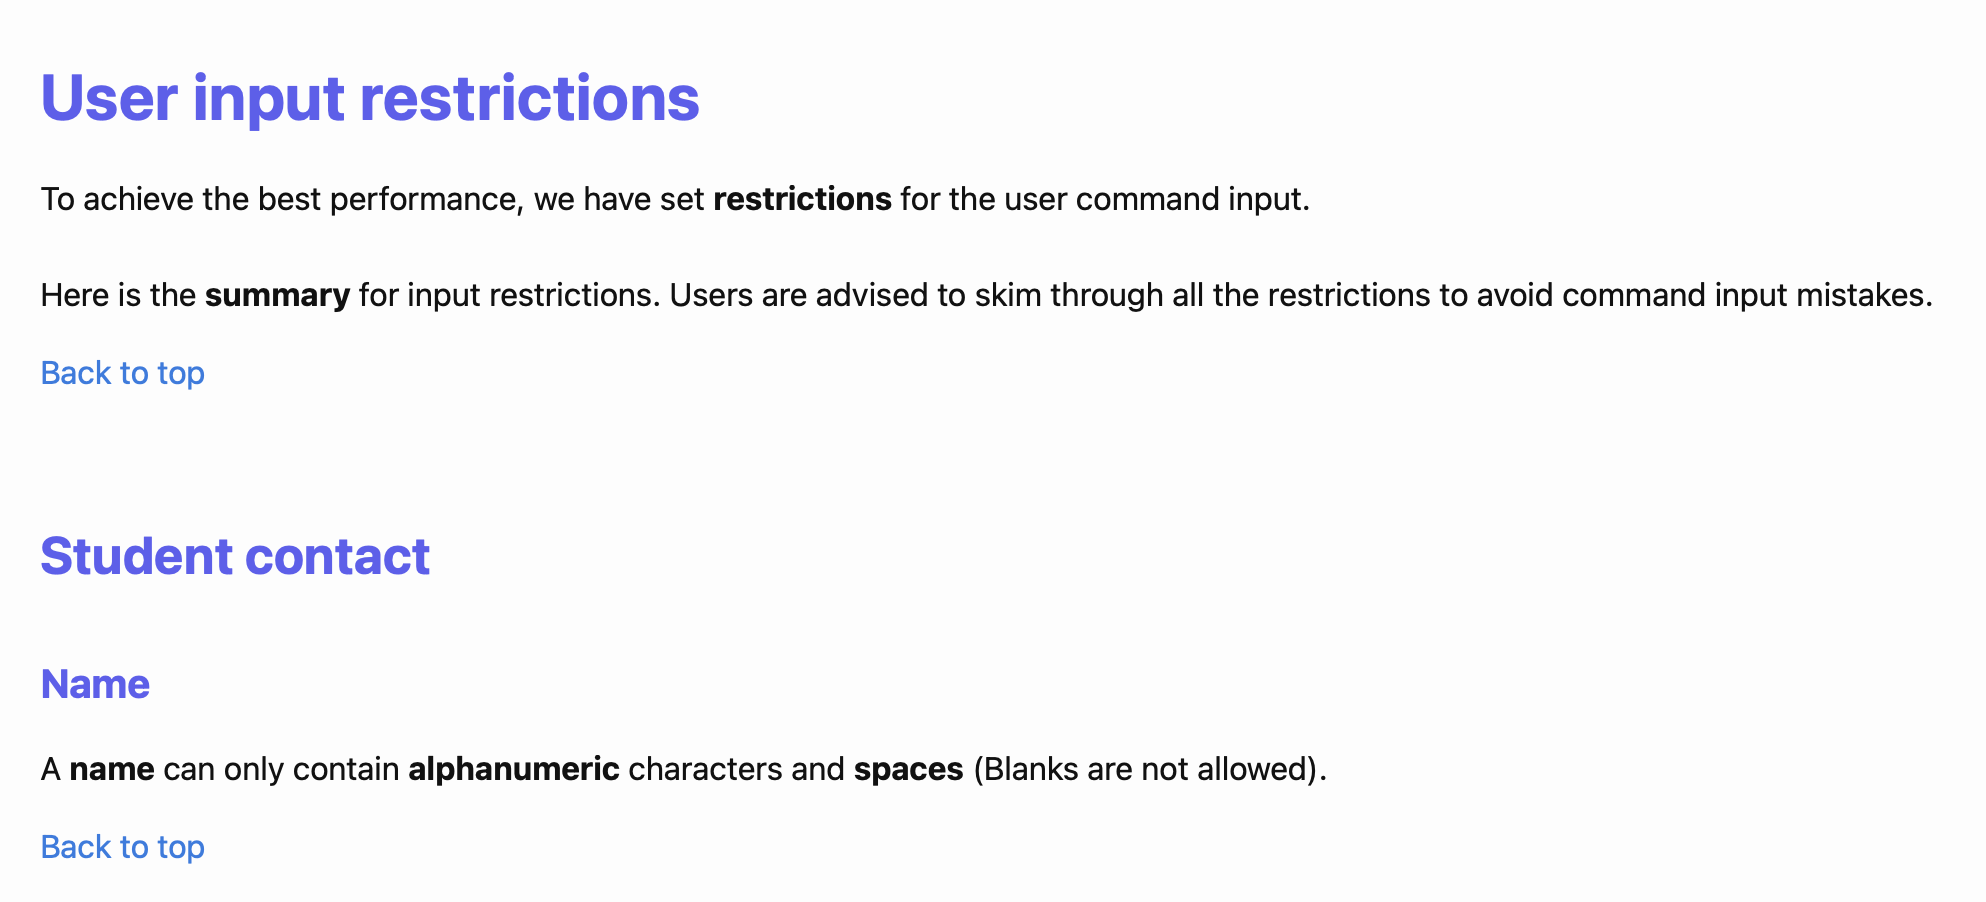 User input restrictions
To achieve the best performance, we have set restrictions for the user command input.
Here is the summary for input restrictions. Users are advised to skim through all the restrictions to avoid command input mistakes.
Back to top
Student contact
Name
A name can only contain alphanumeric characters and spaces (Blanks are not allowed).
Back to top